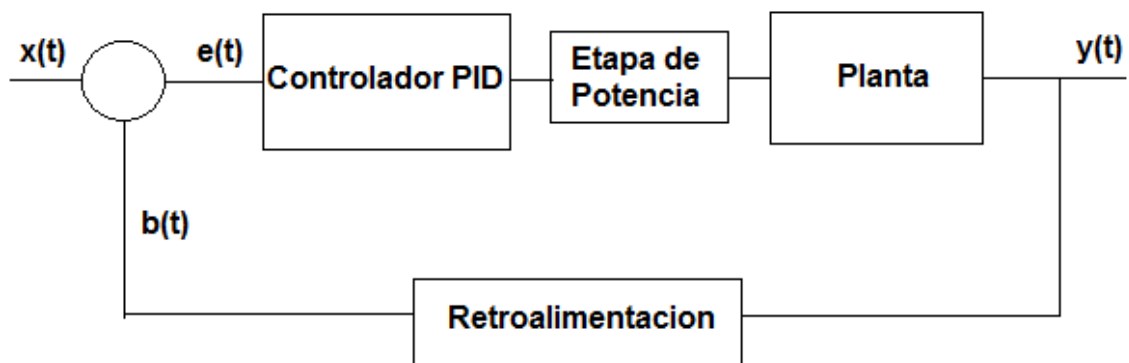 x(t)
e(t)
Controlador PID
Etapa de
Potencia
Planta
y(t)
b(t)
Retroalimentacion